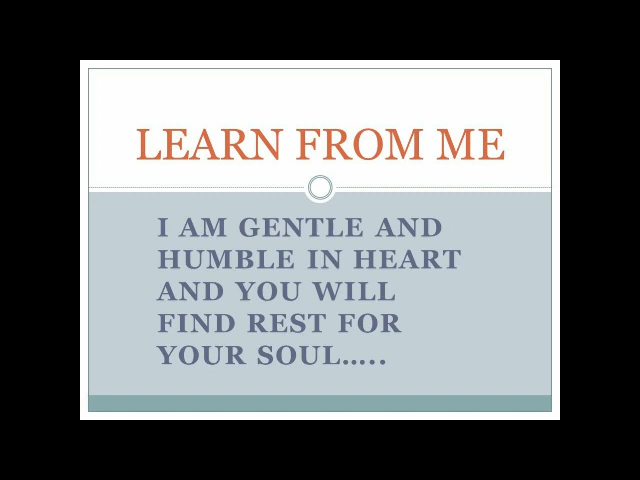 LEARN FROM ME
I AM GENTLE AND
HUMBLE IN HEART
AND YOU WILL
FIND REST FOR
YOUR SOUL.....